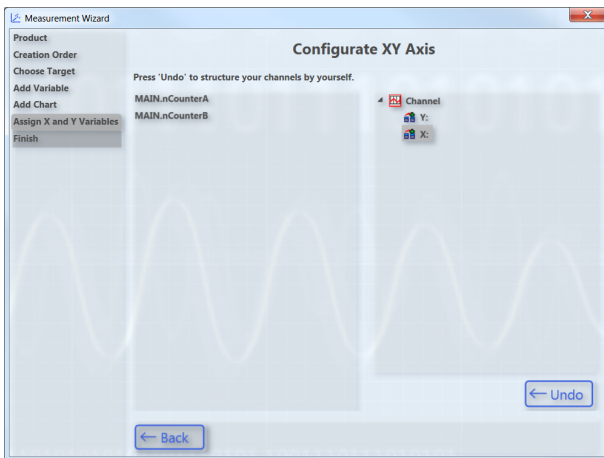 Measurement Wizard
Product
Creation Order
Choose Target
Add Variable
Add Chart
Assign X and Y Variables
Finish
Configurate XY Axis
Press `Undo` to structure your channels by yourself.
MAIN.nCounterA
MAIN.nCounterB
Channel
Y:
X:
Undo
Back